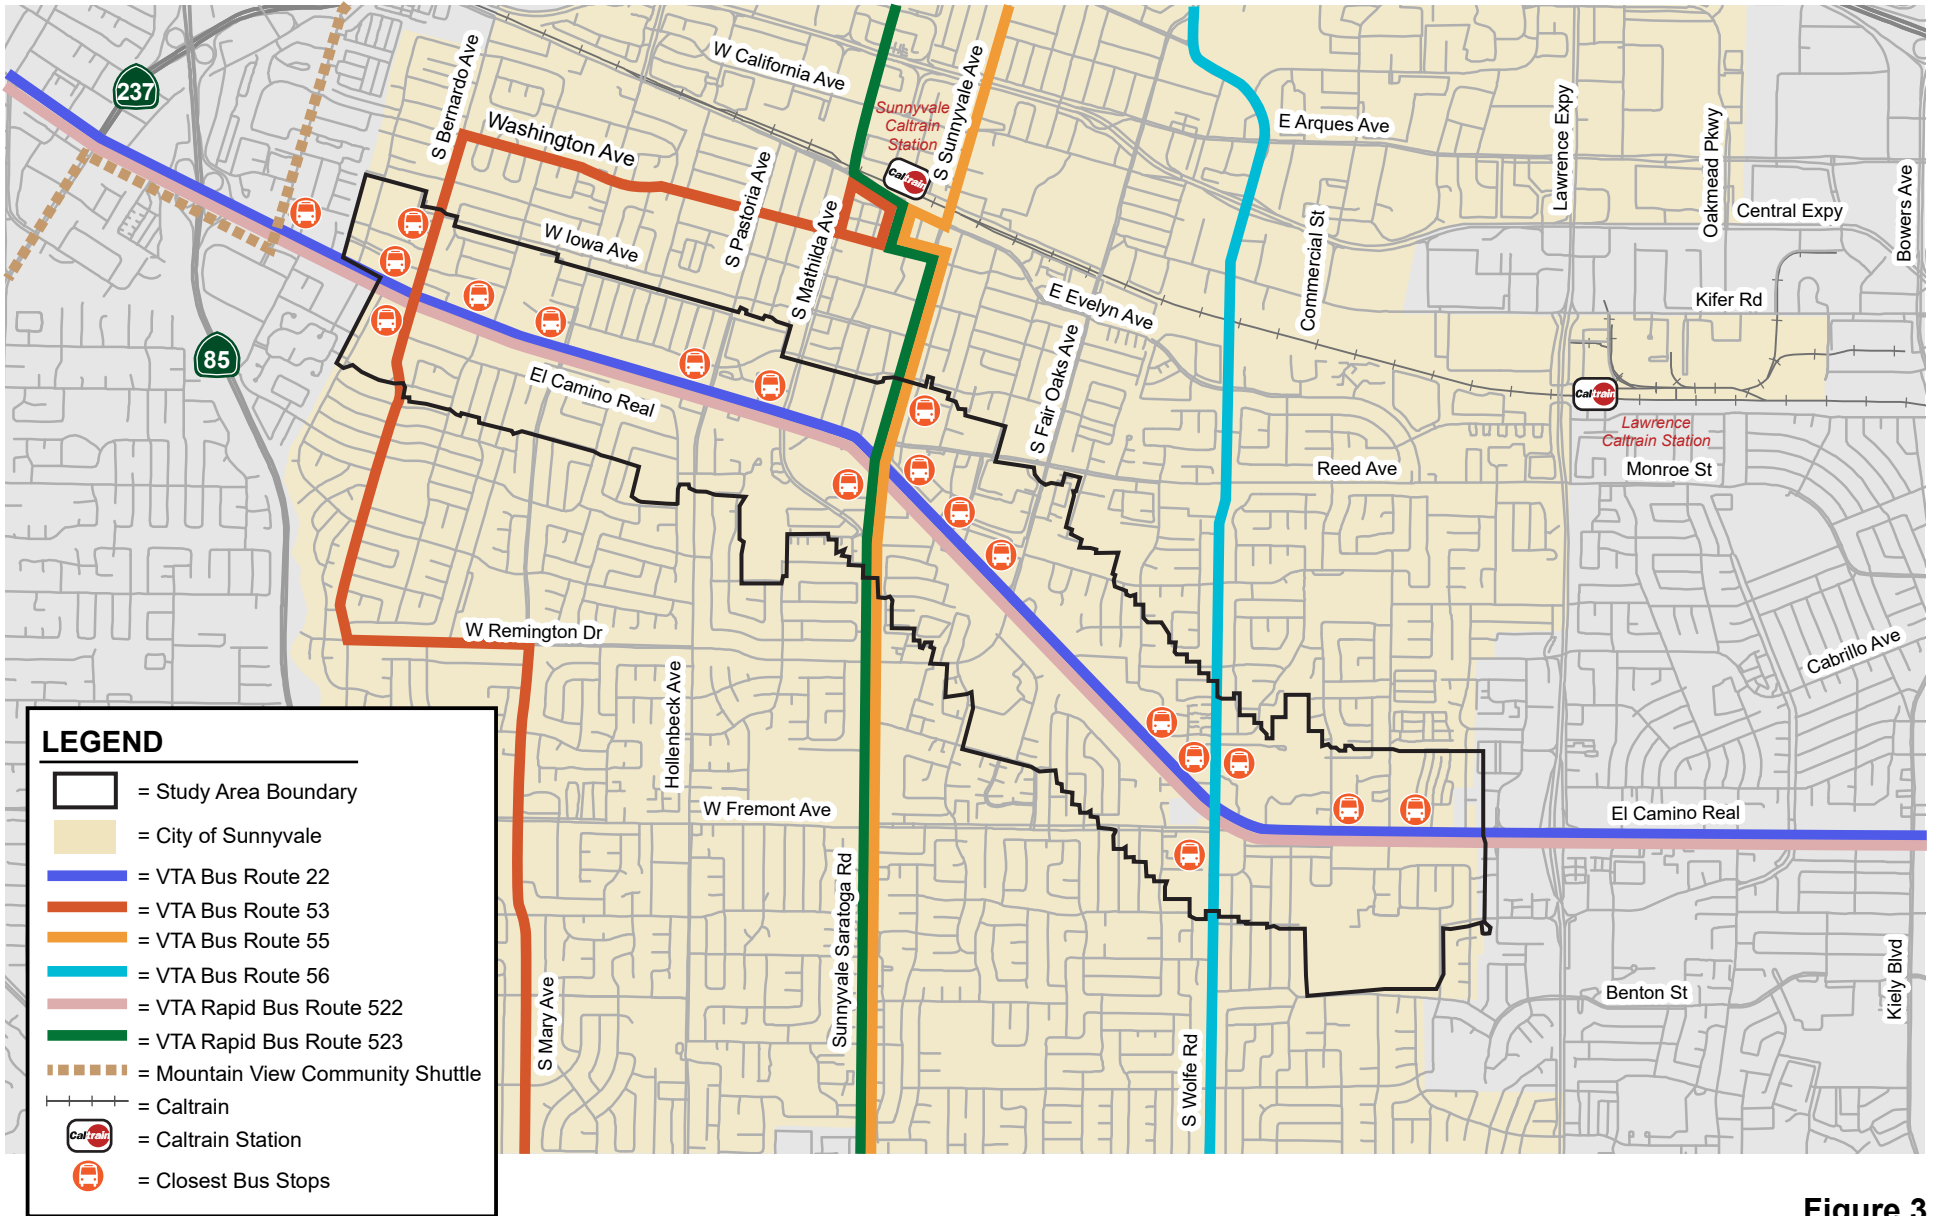 237
S Bernardo Ave
W California Ave
S Sunnyvale Ave
Sunnyvale
Caltrain
Station
Caltrain
Washington Ave
E Arques Ave
Lawrence Expy
Oakmead Pkwy
Central Expy
Bowers Ave
S Pastoria Ave
S Mathilda Ave
W Iowa Ave
Commercial St
E Evelyn Ave
Kifer Rd
85
El Camino Real
S Fair Oaks Ave
Caltrain
Lawrence
Caltrain Station
Reed Ave
Monroe St
W Remington Dr
Cabrillo Ave
Hollenbeck Ave
W Fremont Ave
El Camino Real
Sunnyvale Saratoga Rd
S Mary Ave
S Wolfe Rd
Benton St
Kiely Blvd
LEGEND
= Study Area Boundary
= City of Sunnyvale
= VTA Bus Route 22
= VTA Bus Route 53
= VTA Bus Route 55
= VTA Bus Route 56
= VTA Rapid Bus Route 522
= VTA Rapid Bus Route 523
= Mountain View Community Shuttle
= Caltrain
Caltrain
= Caltrain Station
= Closest Bus Stops
Figure 3